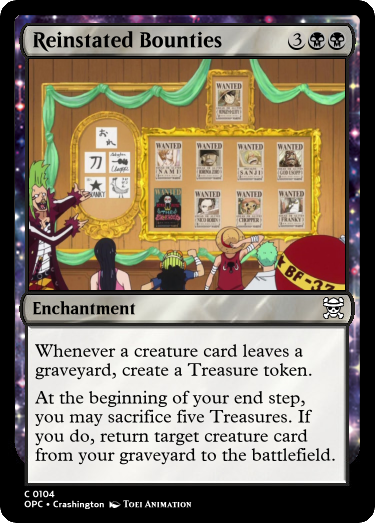 Reinstated Bounties 3
WANTED
WANTED WANTED WANTED WANTED
NAMI SANJI
WANTED WANTED WANTED
CHOPPER FRANKY
BF-37
Enchantment
Whenever a creature card leaves a
graveyard, create a Treasure token.
At the beginning of your end step,
you may sacrifice five Treasures. If
you do, return target creature card
from your graveyard to the battlefield.
C 0104
OPC • Crashington TOEI ANIMATION